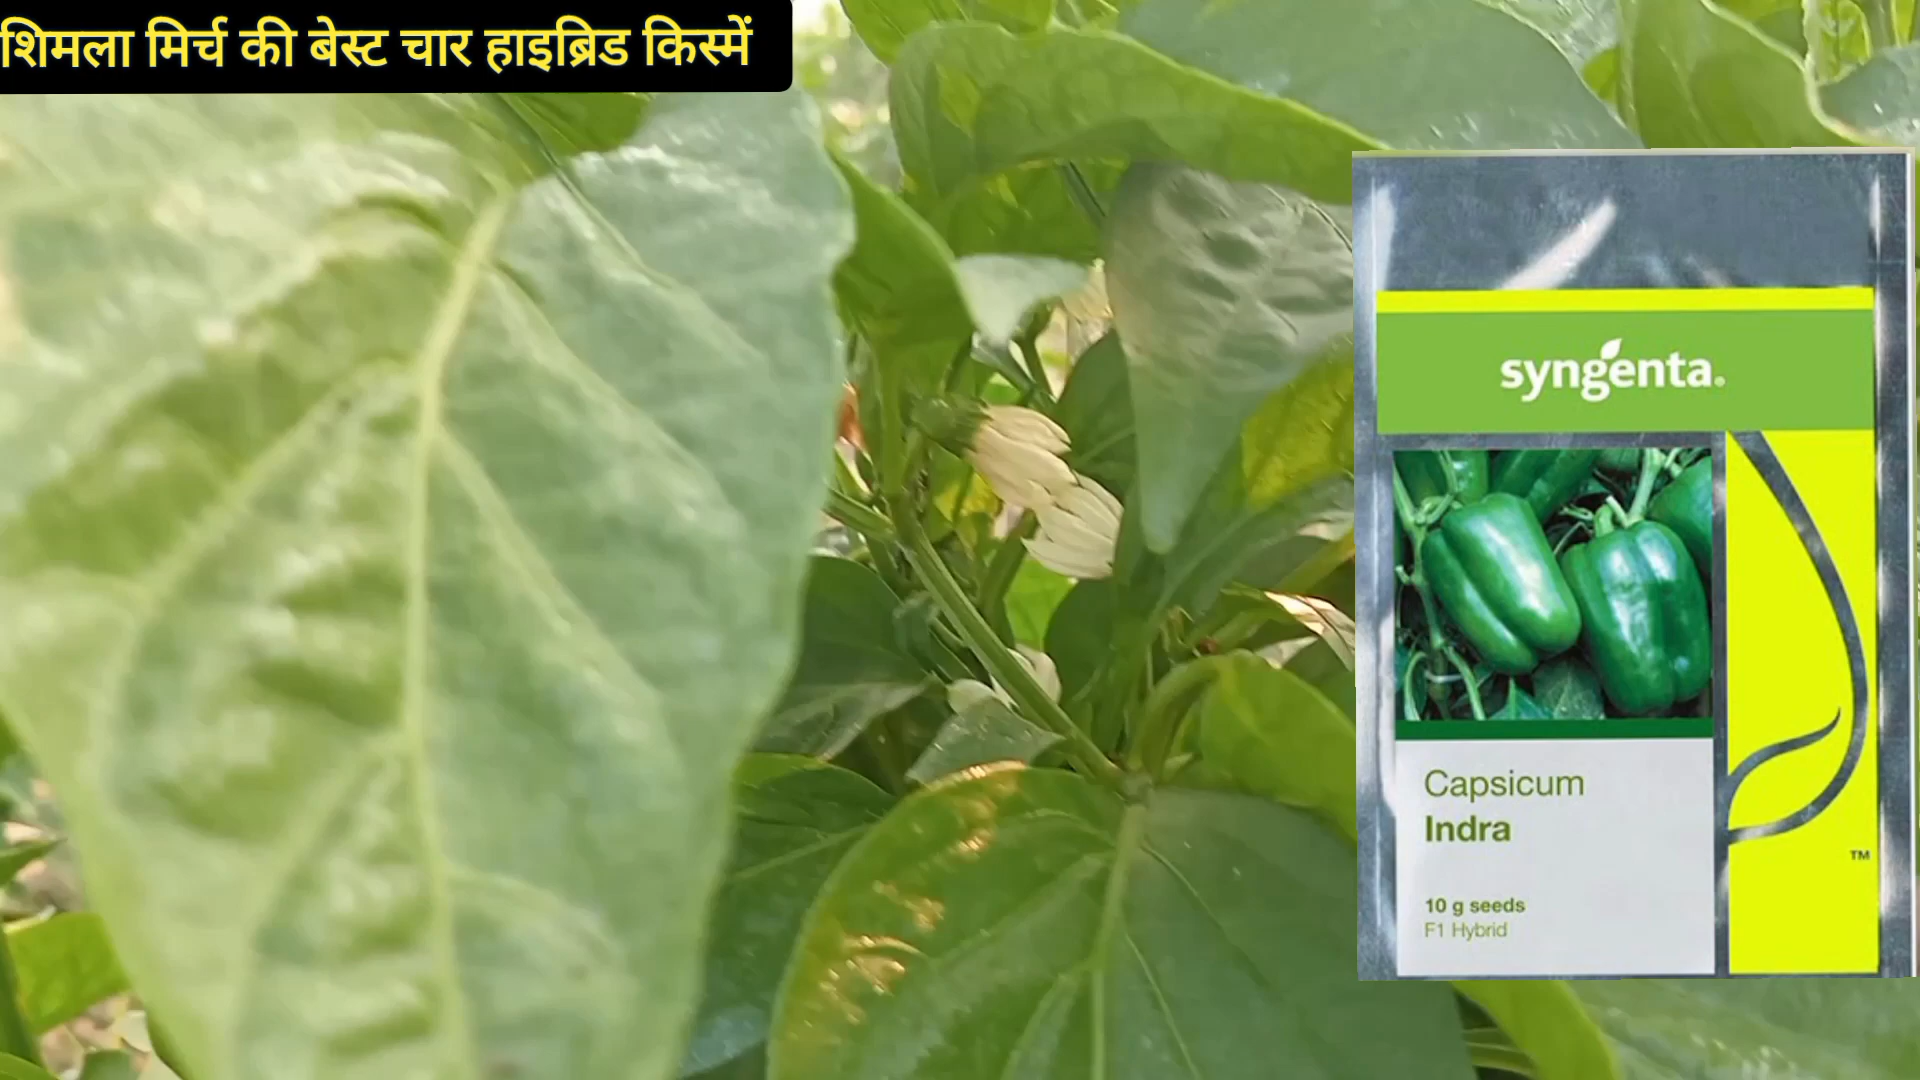 शिमला मिर्च की बेस्ट चार हाइब्रिड किस्में
syngenta.
Capsicum
Indra
TM
10 g seeds
F1 Hybrid